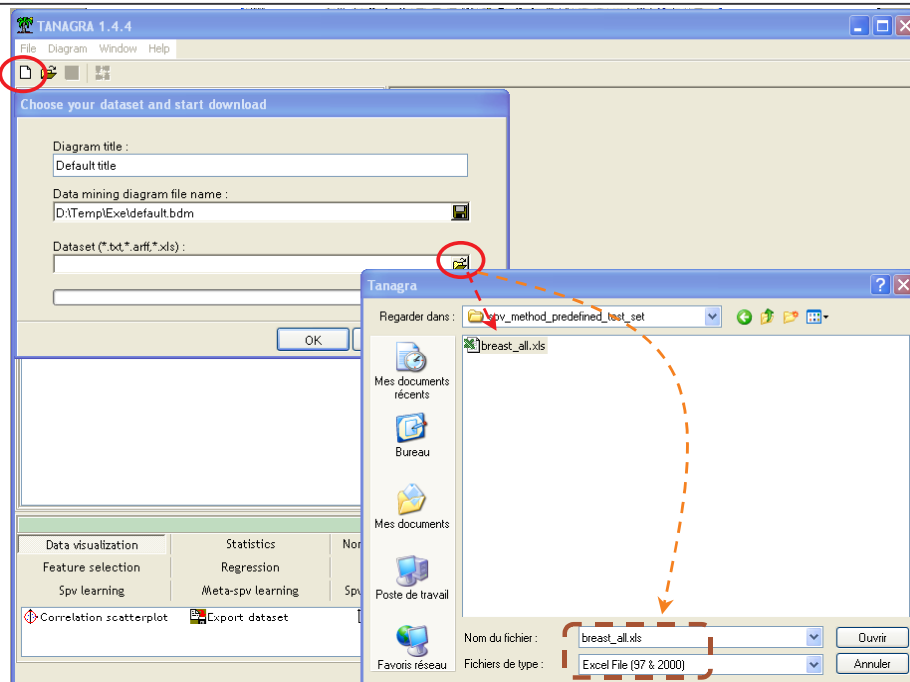 TANAGRA 1.4.4
File Diagram Window Help
Choose your dataset and start download
Diagram title :
Default title
Data mining diagram file name :
D:\Temp\Exe\default.bdm
Dataset (*.txt,*.arff,*.xls) :
OK
Tanagra
Regarder dans : spv_method_predefined_test_set
breast_all.xls
Mes documents récents
Bureau
Mes documents
Poste de travail
Favoris réseau
Nom du fichier : breast_all.xls Ouvrir
Fichiers de type : Excel File (97 & 2000) Annuler
Data visualization Statistics
Feature selection Regression
Spv learning Meta-spv learning
Correlation scatterplot Export dataset